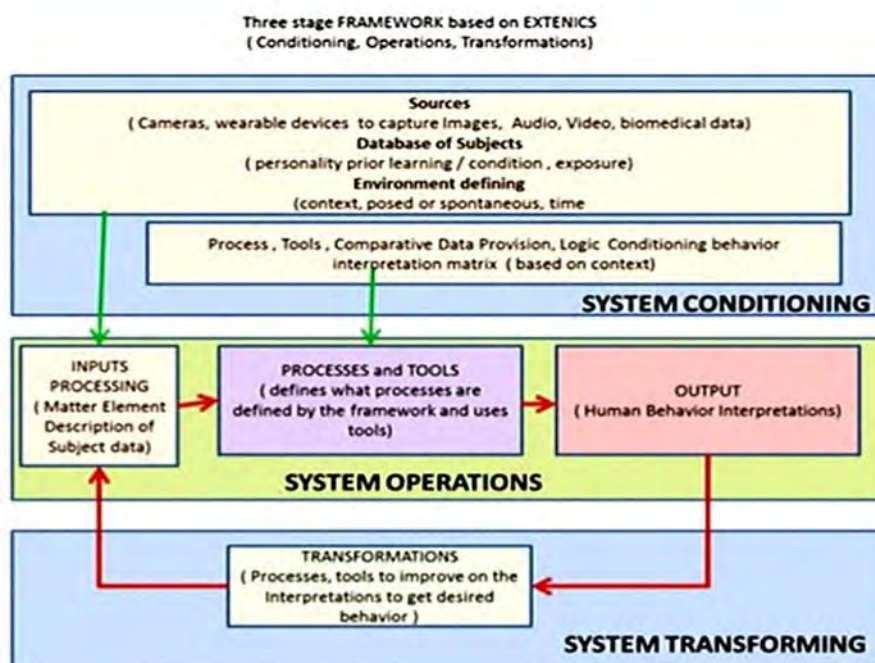 Three stage FRAMEWORK based on EXTENICS
( Conditioning, Operations, Transformations)
Sources
( Cameras, wearable devices to capture Images, Audio, Video, biomedical data)
Database of Subjects
( personality prior learning / condition , exposure)
Environment defining
(context, posed or spontaneous, time
Process , Tools , Comparative Data Provision, Logic Conditioning behavior
interpretation matrix ( based on context)
SYSTEM CONDITIONING
INPUTS
PROCESSING
( Matter Element
Description of
Subject data)
PROCESSES and TOOLS
( defines what processes are
defined by the framework and uses
tools)
OUTPUT
( Human Behavior Interpretations)
SYSTEM OPERATIONS
TRANSFORMATIONS
( Processes, tools to improve on the
Interpretations to get desired
behavior )
SYSTEM TRANSFORMING